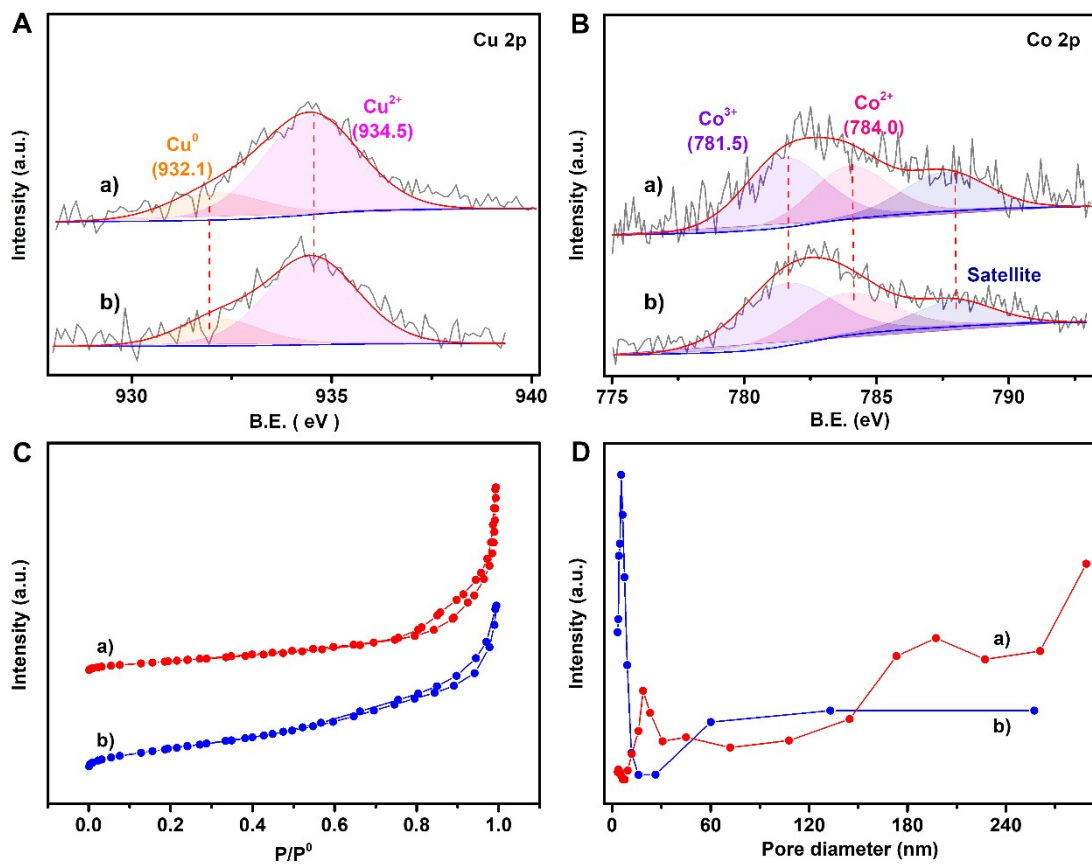 A
Cu 2p
Cu²⁺
(934.5)
Cu⁰
(932.1)
a)
b)
Intensity (a.u.)
930
935
940
B.E. ( eV )
B
Co 2p
Co³⁺
(781.5)
Co²⁺
(784.0)
a)
Satellite
b)
Intensity (a.u.)
775
780
785
790
B.E. (eV)
C
a)
b)
Intensity (a.u.)
0.0
0.2
0.4
0.6
0.8
1.0
P/P⁰
D
a)
b)
Intensity (a.u.)
0
60
120
180
240
Pore diameter (nm)